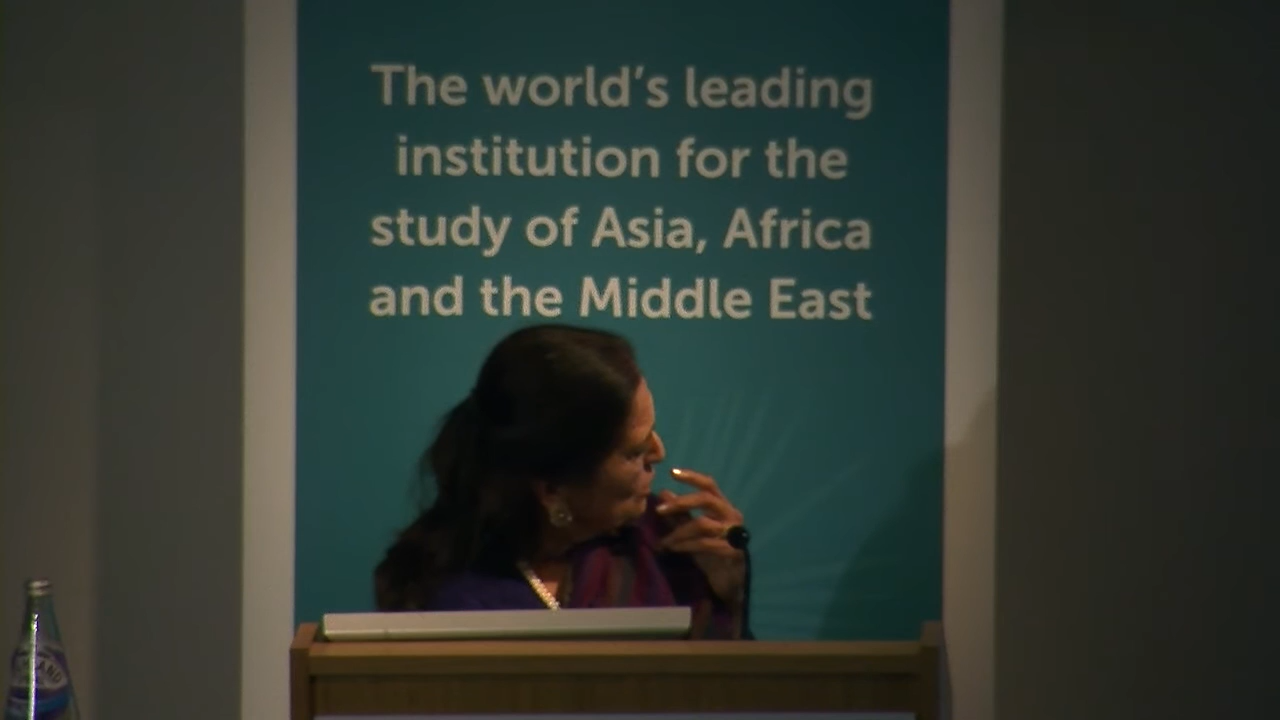 The world's leading
institution for the
study of Asia, Africa
and the Middle East